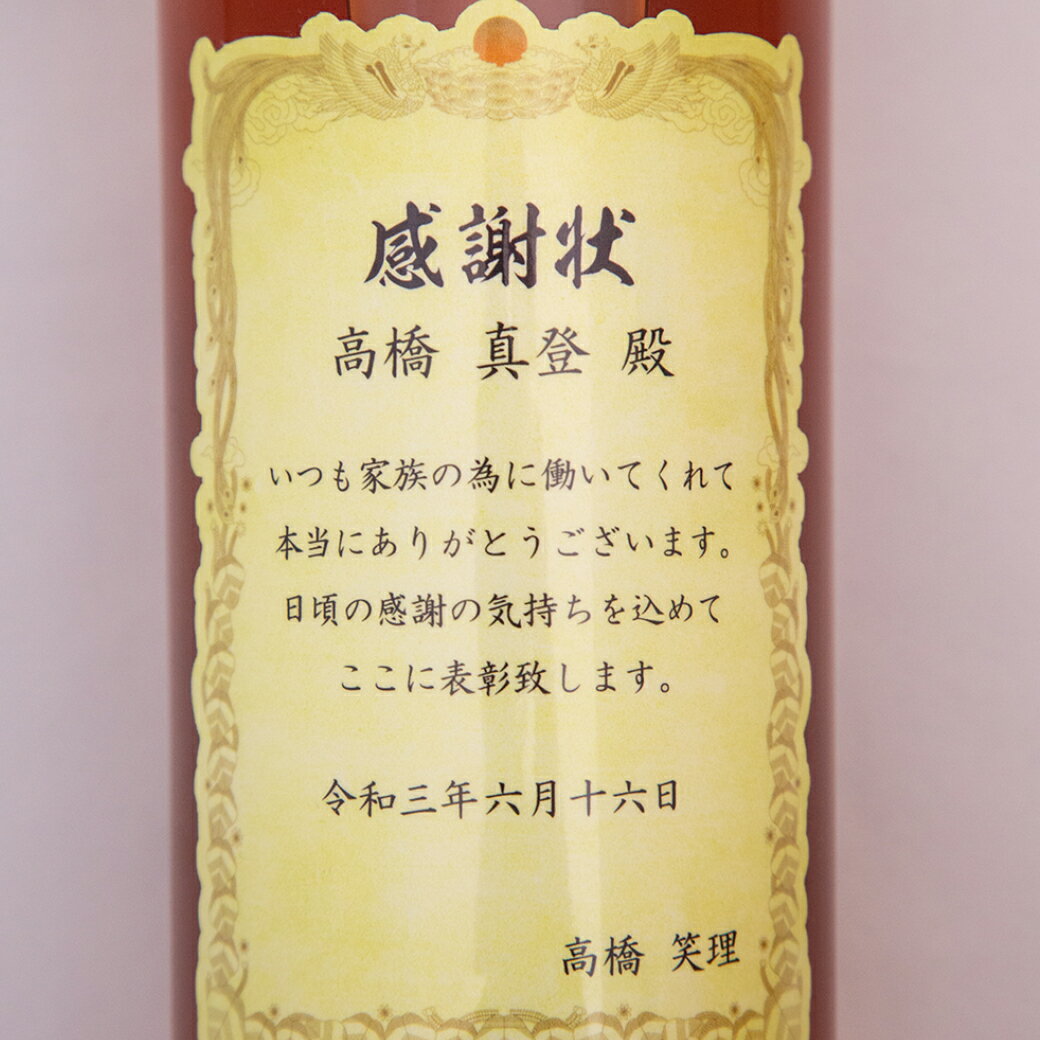 感謝状
高橋 真登 殿
いつも家族の為に働いてくれて
本当にありがとうございます。
日頃の感謝の気持ちを込めて
ここに表彰致します。
令和三年六月十六日
高橋 笑理